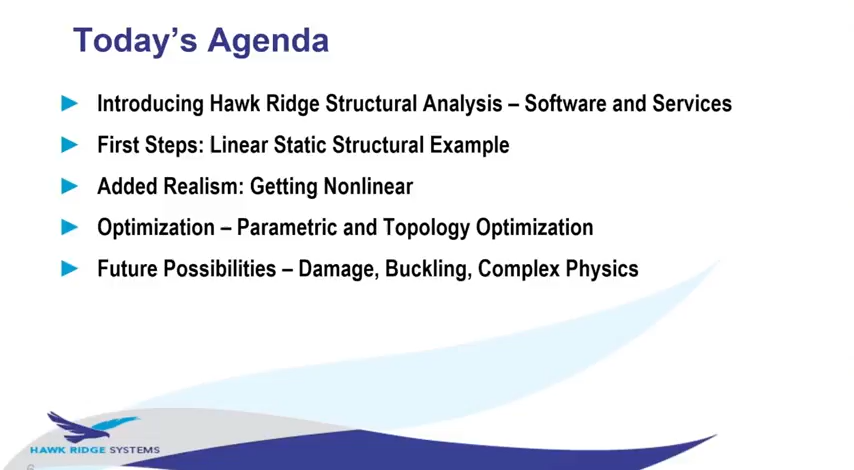 Today’s Agenda
Introducing Hawk Ridge Structural Analysis – Software and Services
First Steps: Linear Static Structural Example
Added Realism: Getting Nonlinear
Optimization – Parametric and Topology Optimization
Future Possibilities – Damage, Buckling, Complex Physics
HAWK RIDGE SYSTEMS
6